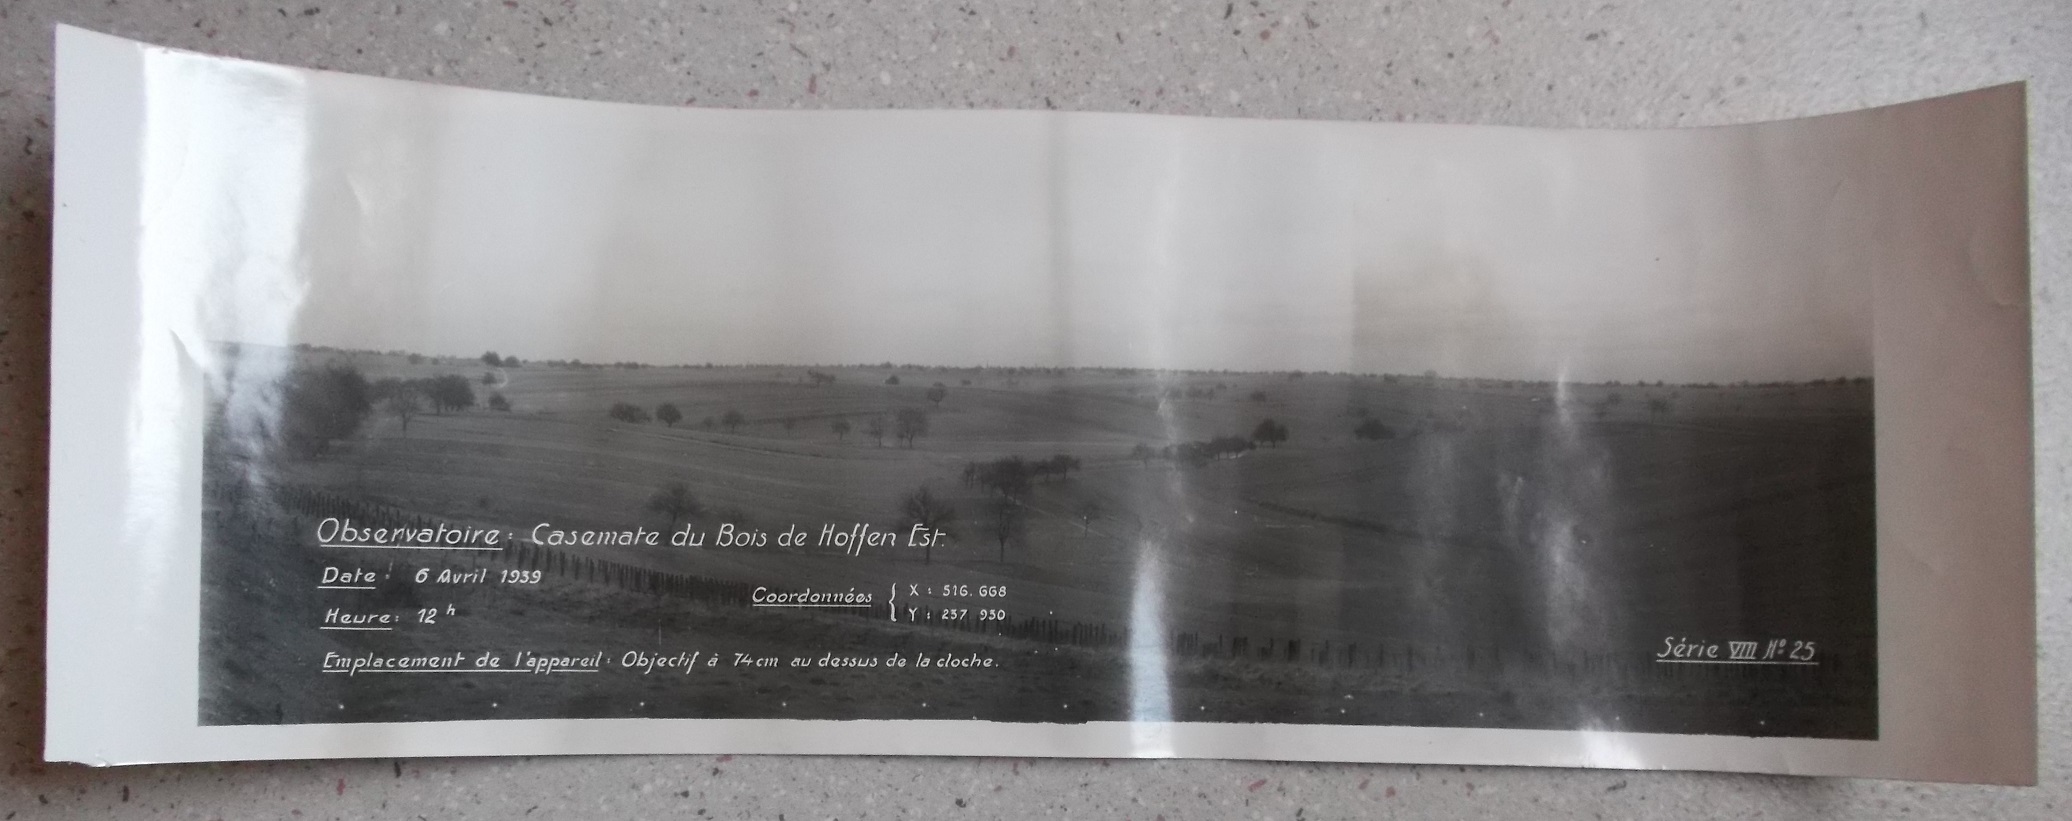 Observatoire : Casemate du Bois de Hoffen Est.
Date : 6 Avril 1939
Heure : 12 h
Coordonnées { X : 516. 668
Y : 237 930
Emplacement de l'appareil : Objectif à 74cm au dessus de la cloche.
Série VIII N° 25